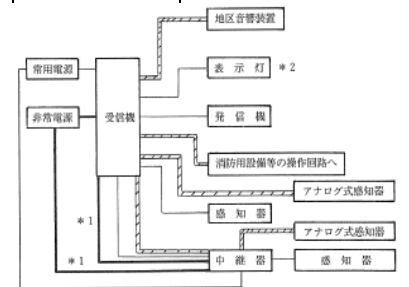 地区音響装置
常用電源
表示灯 *2
非常電源
受信機
発信機
消防用設備等の操作回路へ
アナログ式感知器
感知器
*1
アナログ式感知器
*1
中継器
感知器